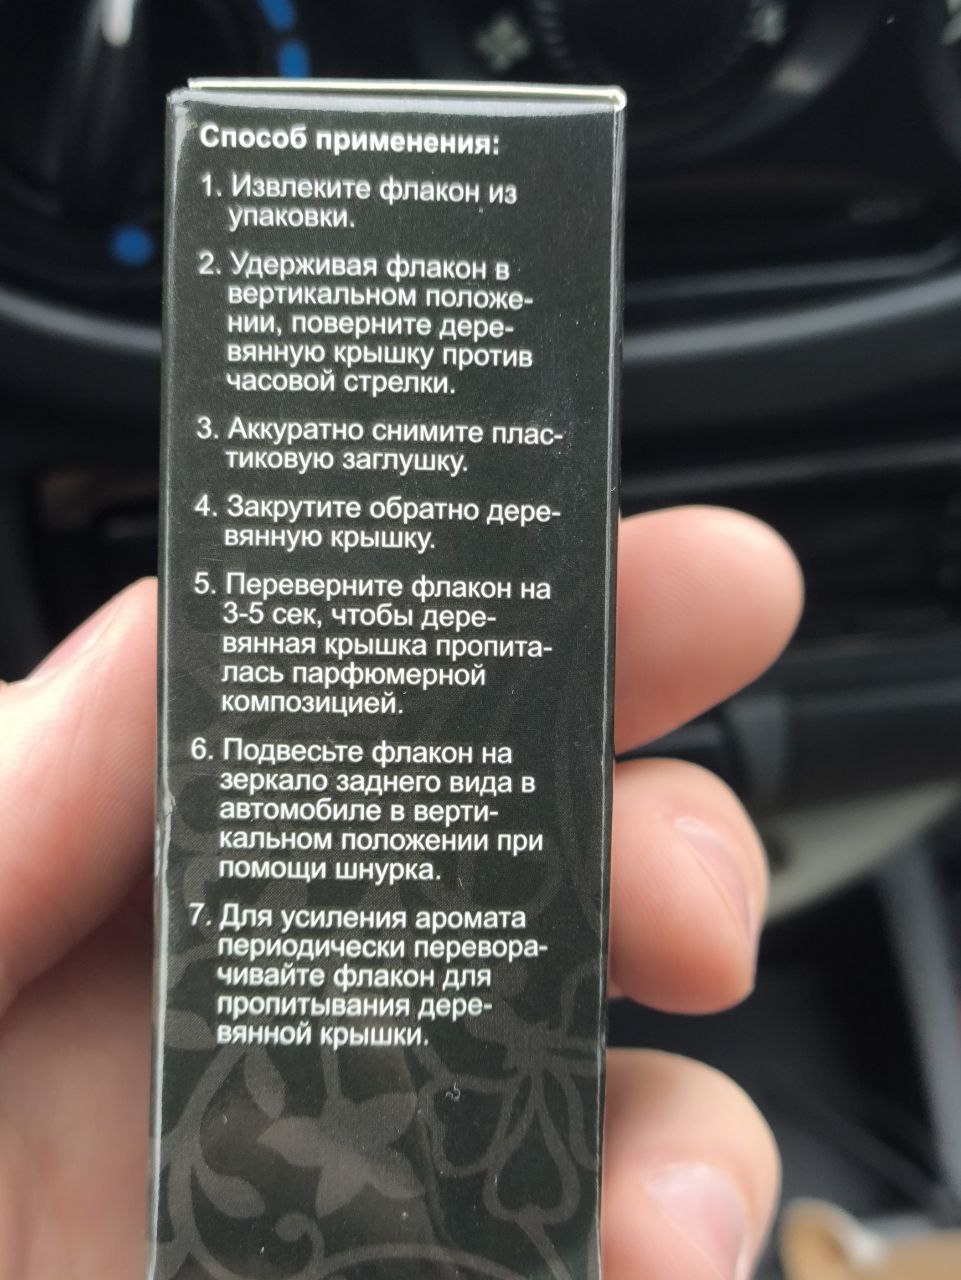 Способ применения:
1. Извлеките флакон из
упаковки.
2. Удерживая флакон в
вертикальном положе-
нии, поверните дере-
вянную крышку против
часовой стрелки.
3. Аккуратно снимите плас-
тиковую заглушку.
4. Закрутите обратно дере-
вянную крышку.
5. Переверните флакон на
3-5 сек, чтобы дере-
вянная крышка пропита-
лась парфюмерной
композицией.
6. Подвесьте флакон на
зеркало заднего вида в
автомобиле в верти-
кальном положении при
помощи шнурка.
7. Для усиления аромата
периодически перевора-
чивайте флакон для
пропитывания дере-
вянной крышки.